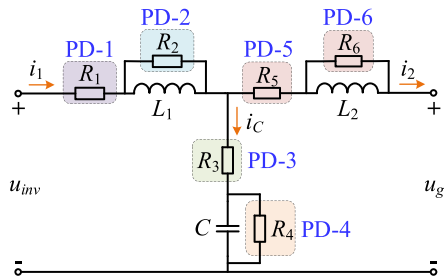 PD-1 PD-2 PD-5 PD-6
i1 R1 R2 R5 R6 i2
+ L1 L2 +
iC
R3 PD-3
uinv ug
C R4 PD-4
- -